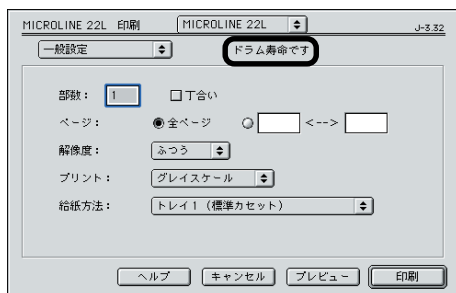 MICROLINE 22L 印刷 MICROLINE 22L J-3.32
一般設定 ドラム寿命です
部数： 1 丁合い
ページ： 全ページ <-->
解像度： ふつう
プリント： グレイスケール
給紙方法： トレイ1（標準カセット）
ヘルプ キャンセル プレビュー 印刷